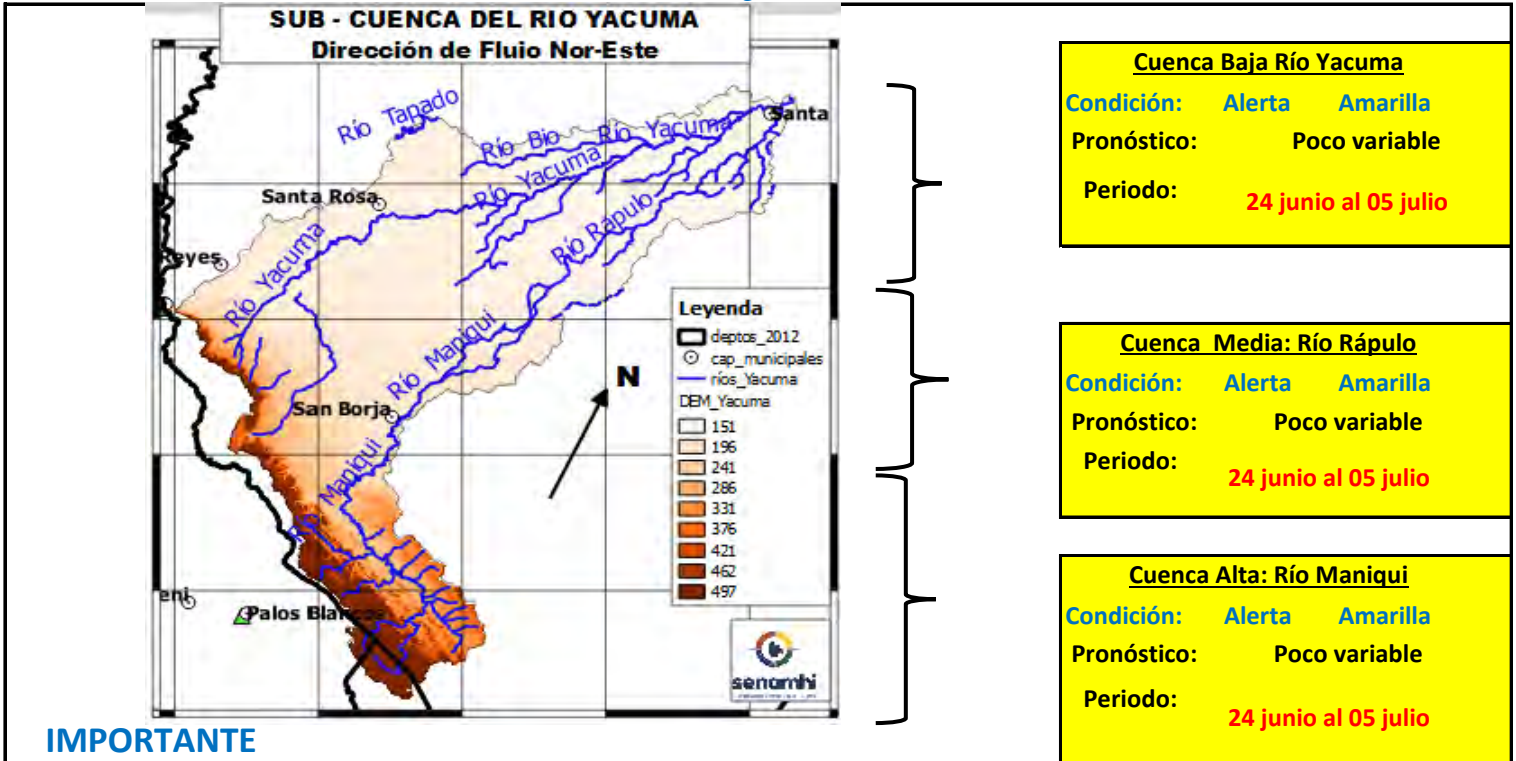 SUB - CUENCA DEL RIO YACUMA
Dirección de Flujo Nor-Este
Río Tapado
Río Bio
Río Yacuma
Santa
Río Yacuma
Santa Rosa
Río Rápulo
Reyes
Río Yacuma
Río Maniqui
San Borja
Río Maniqui
eni
Palos Blancos
N
Leyenda
deptos_2012
cap_municipales
ríos_Yacuma
DEM_Yacuma
151
196
241
286
331
376
421
462
497
senamhi
Cuenca Baja Río Yacuma
Condición: Alerta Amarilla
Pronóstico: Poco variable
Periodo: 24 junio al 05 julio
Cuenca Media: Río Rápulo
Condición: Alerta Amarilla
Pronóstico: Poco variable
Periodo: 24 junio al 05 julio
Cuenca Alta: Río Maniqui
Condición: Alerta Amarilla
Pronóstico: Poco variable
Periodo: 24 junio al 05 julio
IMPORTANTE